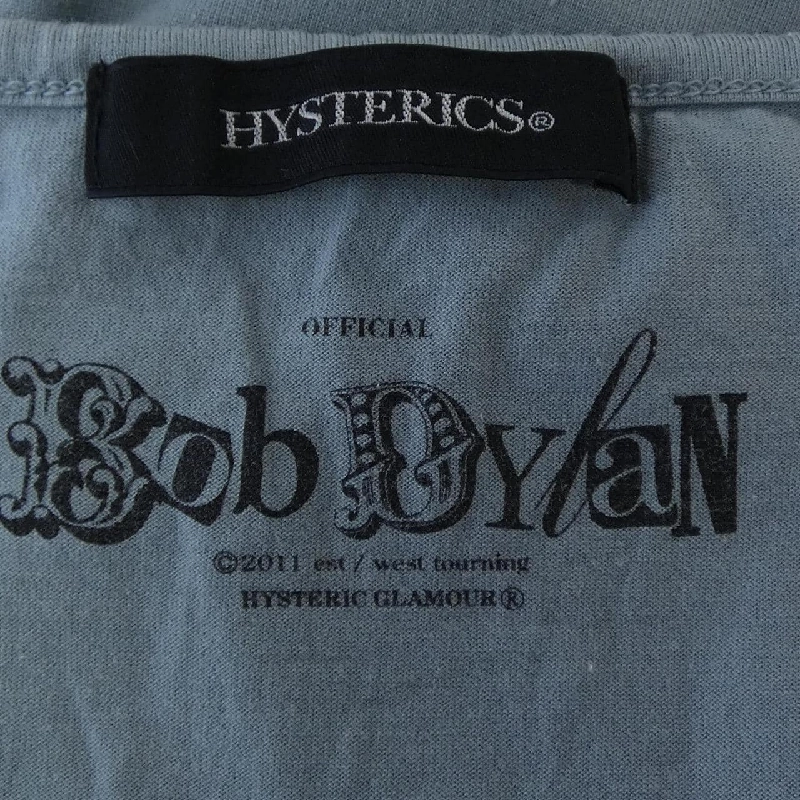 HYSTERICS®
OFFICIAL
Bob DYlaN
©2011 est / west tourning
HYSTERIC GLAMOUR®